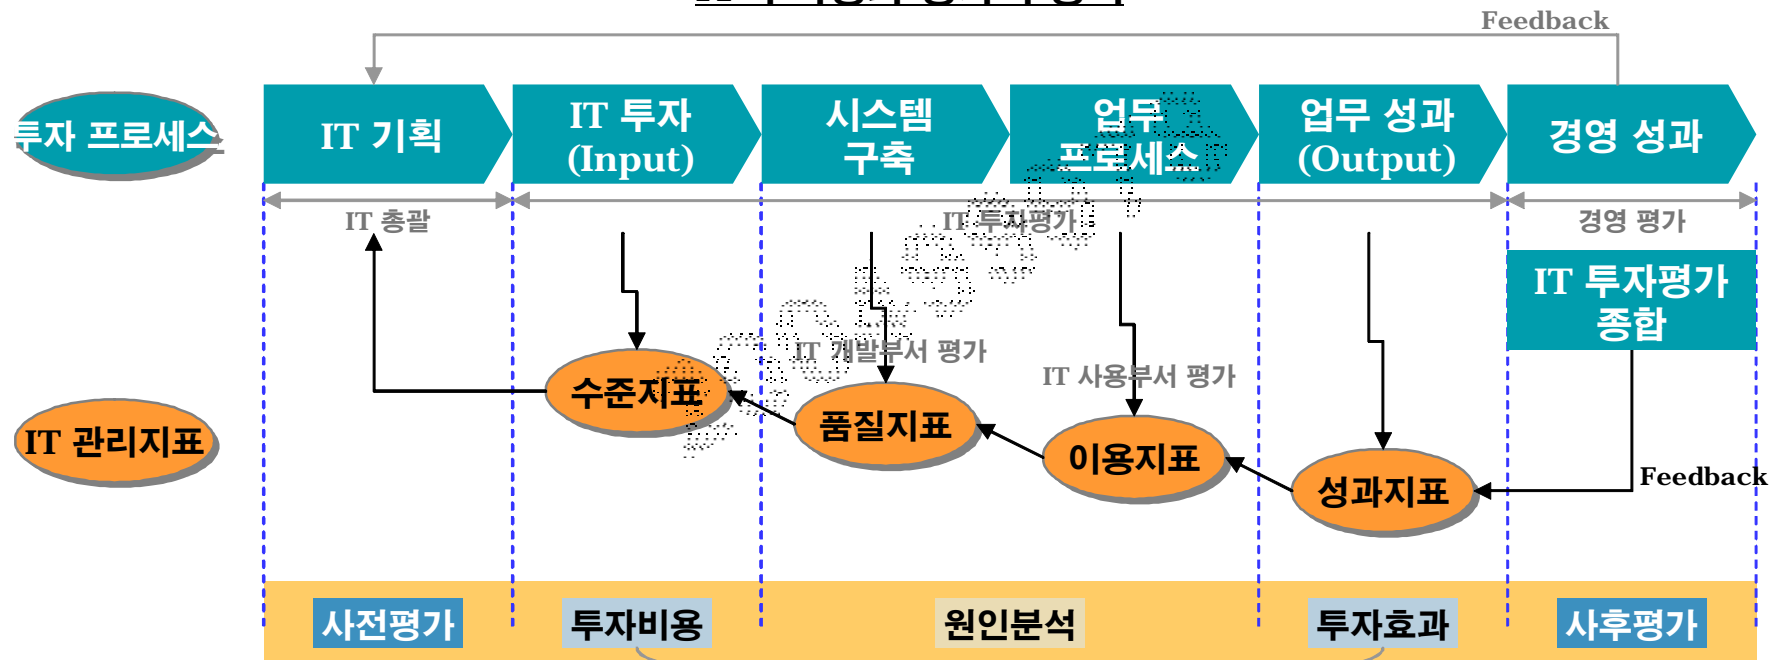 Feedback
투자 프로세스
IT 기획
IT 투자
(Input)
시스템
구축
업무
프로세스
업무 성과
(Output)
경영 성과
IT 총괄
IT 투자평가
경영 평가
IT 투자평가
종합
IT 개발부서 평가
IT 사용부서 평가
IT 관리지표
수준지표
품질지표
이용지표
성과지표
Feedback
사전평가
투자비용
원인분석
투자효과
사후평가